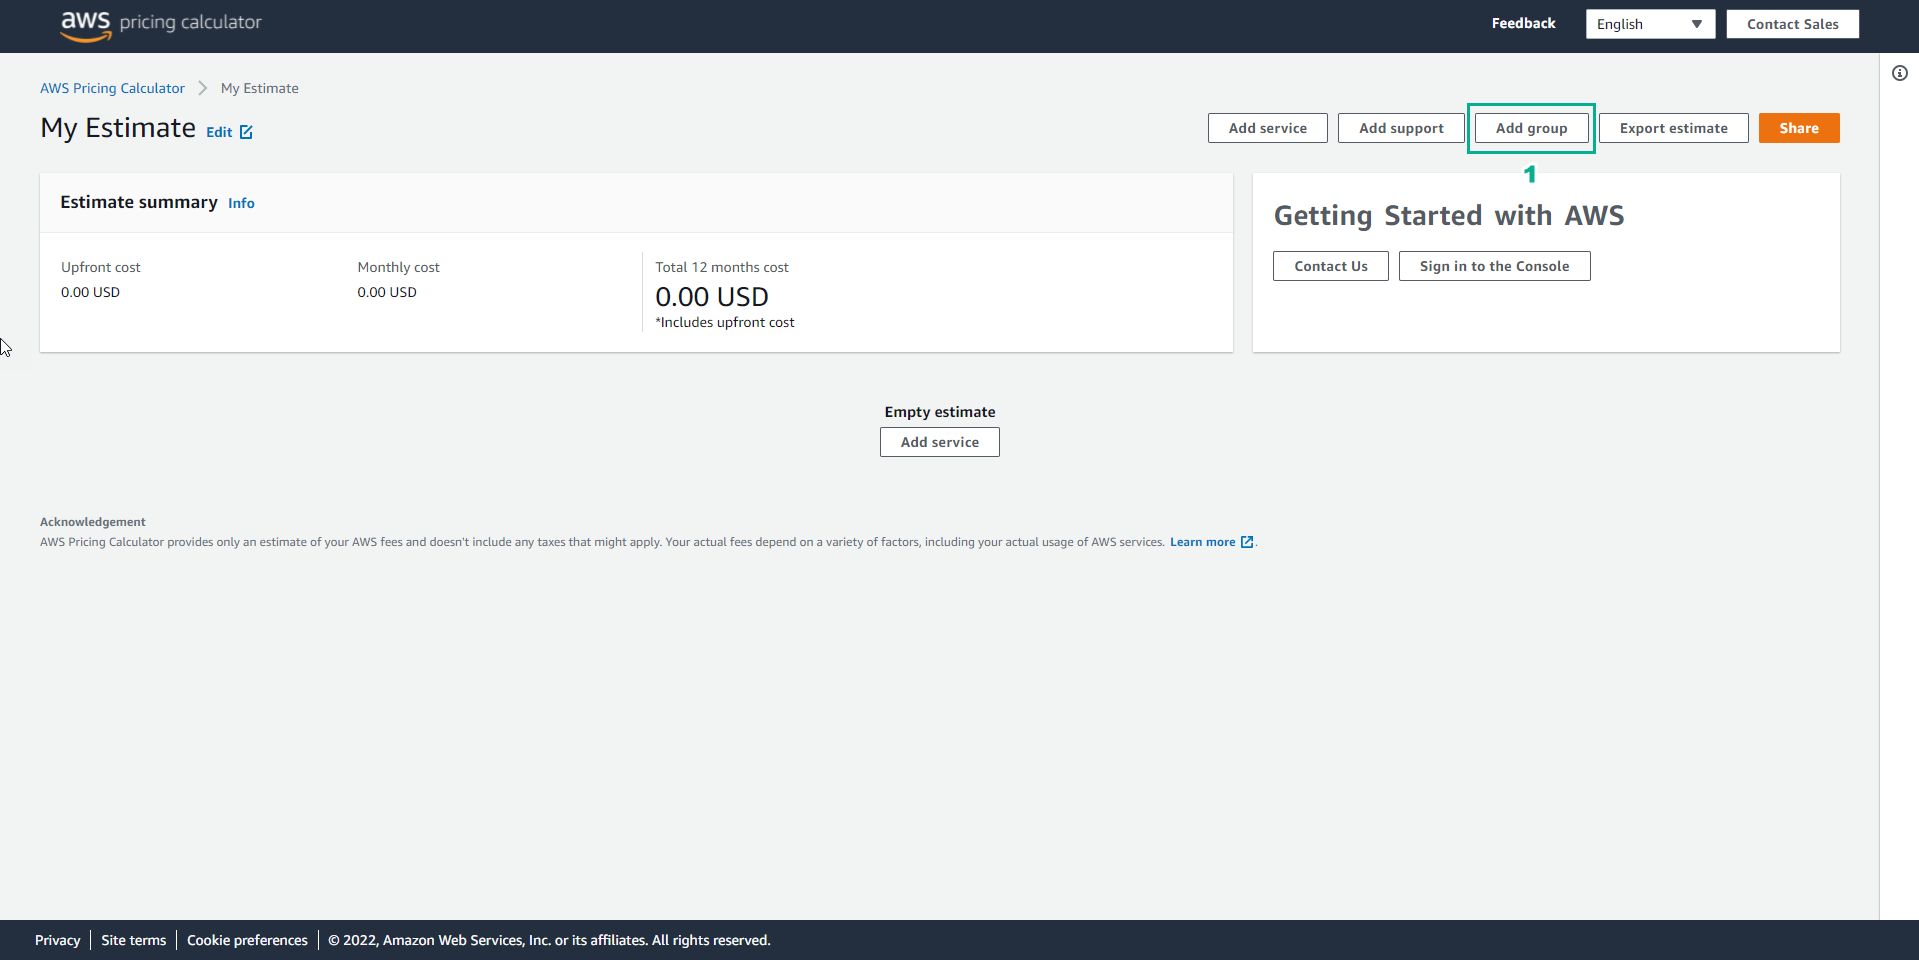 aws pricing calculator
Feedback
English
Contact Sales
AWS Pricing Calculator
My Estimate
My Estimate
Edit
Add service
Add support
Add group
Export estimate
Share
1
Estimate summary
Info
Upfront cost
0.00 USD
Monthly cost
0.00 USD
Total 12 months cost
0.00 USD
*Includes upfront cost
Getting Started with AWS
Contact Us
Sign in to the Console
Empty estimate
Add service
Acknowledgement
AWS Pricing Calculator provides only an estimate of your AWS fees and doesn't include any taxes that might apply. Your actual fees depend on a variety of factors, including your actual usage of AWS services. Learn more.
Privacy
Site terms
Cookie preferences
© 2022, Amazon Web Services, Inc. or its affiliates. All rights reserved.